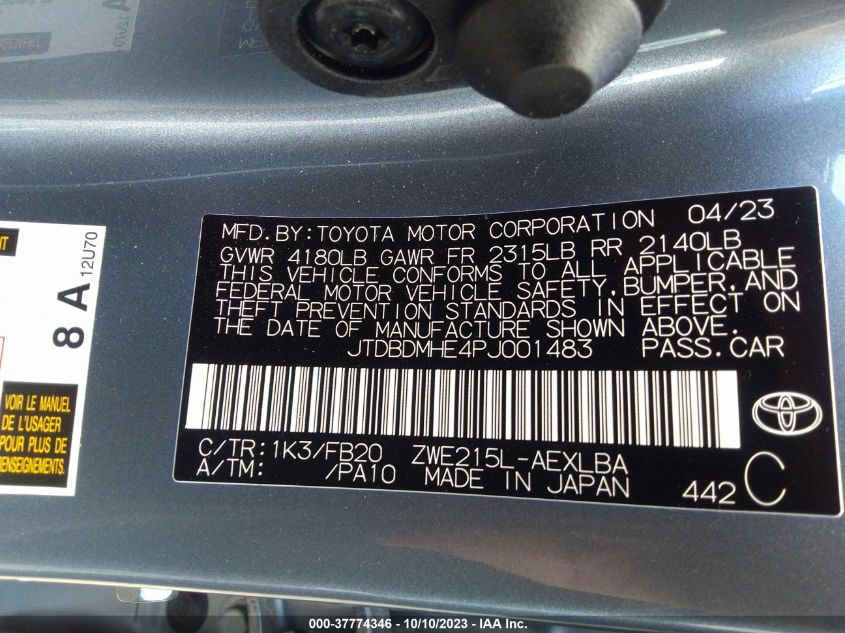 MFD.BY:TOYOTA MOTOR CORPORATION 04/23
GVWR 4180LB GAWR FR 2315LB RR 2140LB
THIS VEHICLE CONFORMS TO ALL APPLICABLE
FEDERAL MOTOR VEHICLE SAFETY,BUMPER,AND
THEFT PREVENTION STANDARDS IN EFFECT ON
THE DATE OF MANUFACTURE SHOWN ABOVE.
JTDBDMHE4PJ001483 PASS.CAR
C/TR:1K3/FB20 ZWE215L-AEXLBA
A/TM: /PA10 MADE IN JAPAN 442 C
8 A
12U70
VOIR LE MANUEL
DE L'USAGER
POUR PLUS DE
RENSEIGNEMENTS.
000-37774346 - 10/10/2023 - IAA Inc.